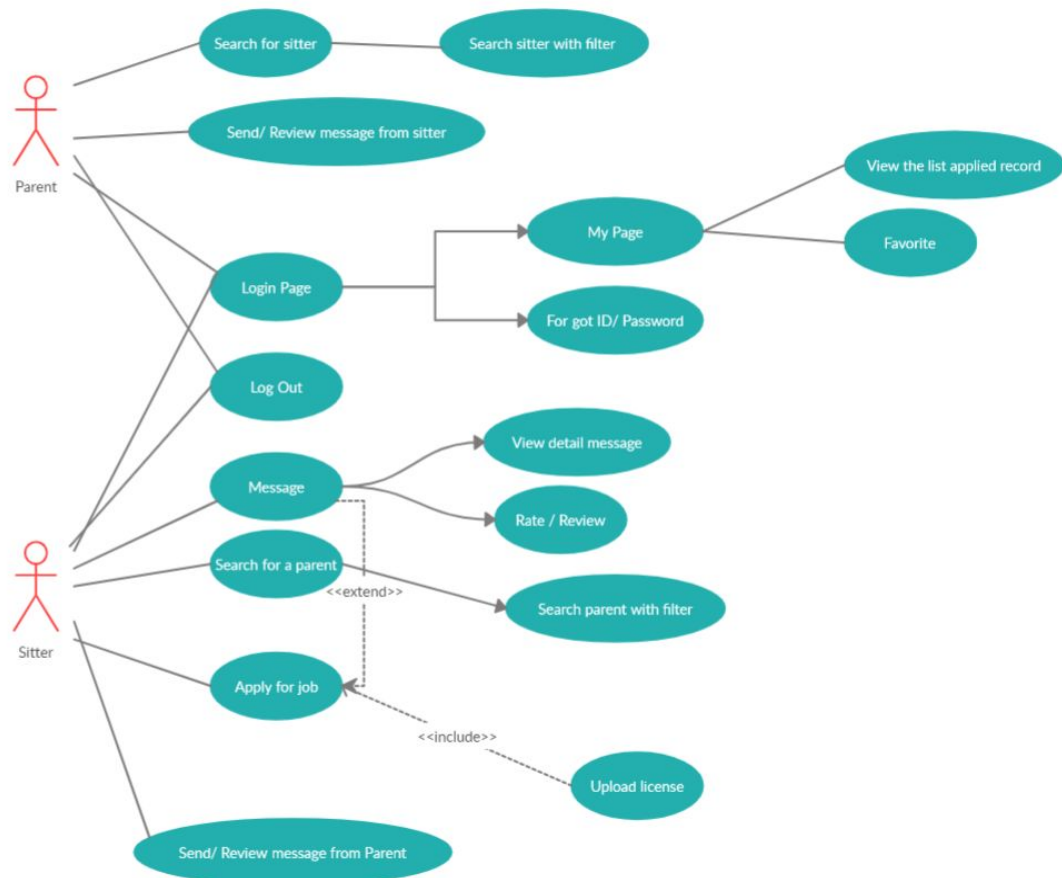 Search for sitter
Search sitter with filter
Parent
Send/ Review message from sitter
View the list applied record
My Page
Favorite
Login Page
For got ID/ Password
Log Out
View detail message
Message
Rate / Review
Search for a parent
<<extend>>
Search parent with filter
Sitter
Apply for job
<<include>>
Upload license
Send/ Review message from Parent